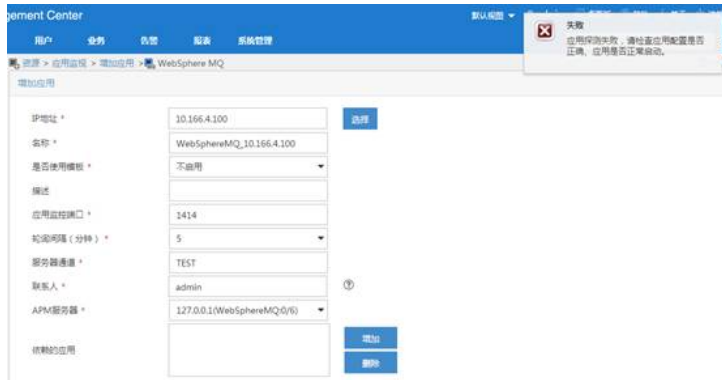 gement Center
默认视图
用户 业务 告警 报表 系统管理
失败
应用探测失败，请检查应用配置是否
正确、应用是否正常启动。
资源 > 应用监视 > 增加应用 > WebSphere MQ
增加应用
IP地址 * 10.166.4.100 选择
名称 * WebSphereMQ_10.166.4.100
是否使用模板 * 不启用
描述
应用监控端口 * 1414
轮询间隔（分钟） * 5
服务器通道 * TEST
联系人 * admin
APM服务器 * 127.0.0.1(WebSphereMQ:0/6)
依赖的应用 增加
删除